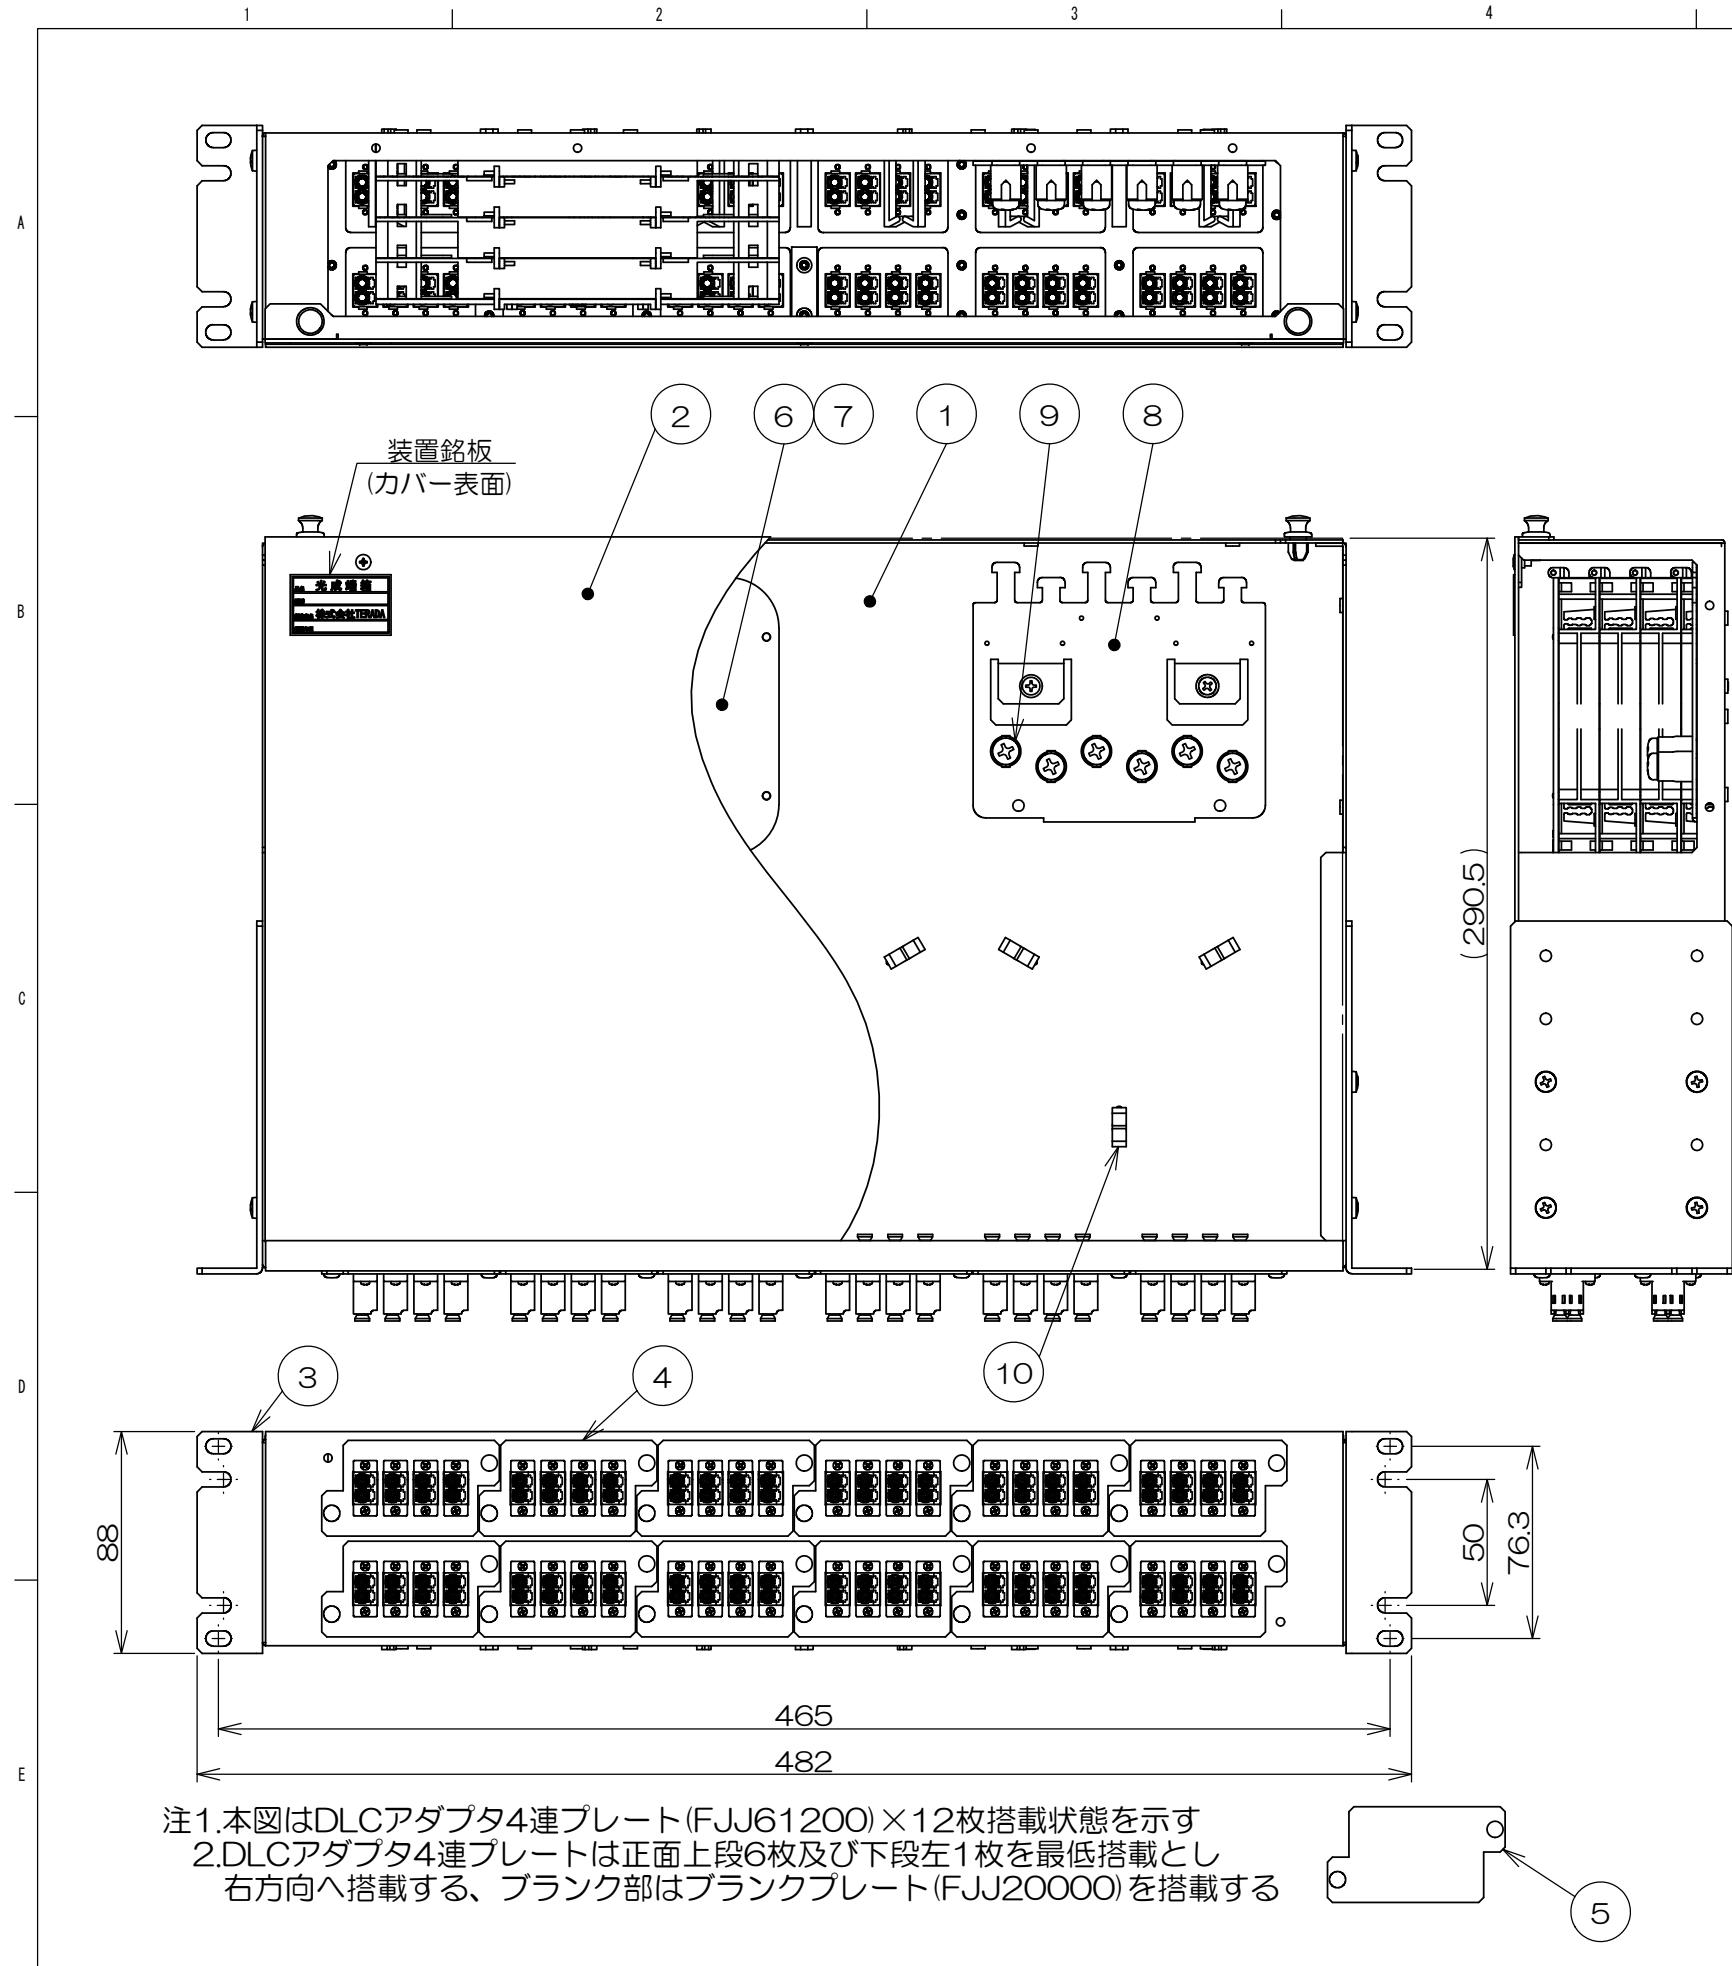 1 2 3 4
A
2 6 7 1 9 8
装置銘板
(カバー表面)
B
光成端箱
株式会社TERADA
(290.5)
C
10
D
3 4
88
50
76.3
465
482
E
注1.本図はDLCアダプタ4連プレート(FJJ61200)×12枚搭載状態を示す
2.DLCアダプタ4連プレートは正面上段6枚及び下段左1枚を最低搭載とし
右方向へ搭載する、ブランク部はブランクプレート(FJJ20000)を搭載する
5